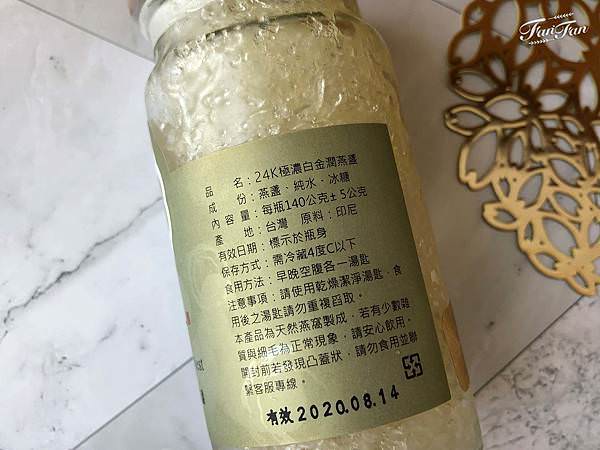 FanFan
品　名：24K極濃白金潤燕盞
成　份：燕盞、純水、冰糖
內 容 量：每瓶140公克±5公克
產　地：台灣　原料：印尼
有效日期：標示於瓶身
保存方式：需冷藏4度C以下
食用方法：早晚空腹各一湯匙
注意事項：請使用乾燥潔淨湯匙，食
用後之湯匙請勿重複舀取。
本產品為天然燕窩製成，若有少數雜
質與細毛為正常現象，請安心飲用。
開封前若發現凸蓋狀，請勿食用並聯
繫客服專線。
有效 2020.08.14